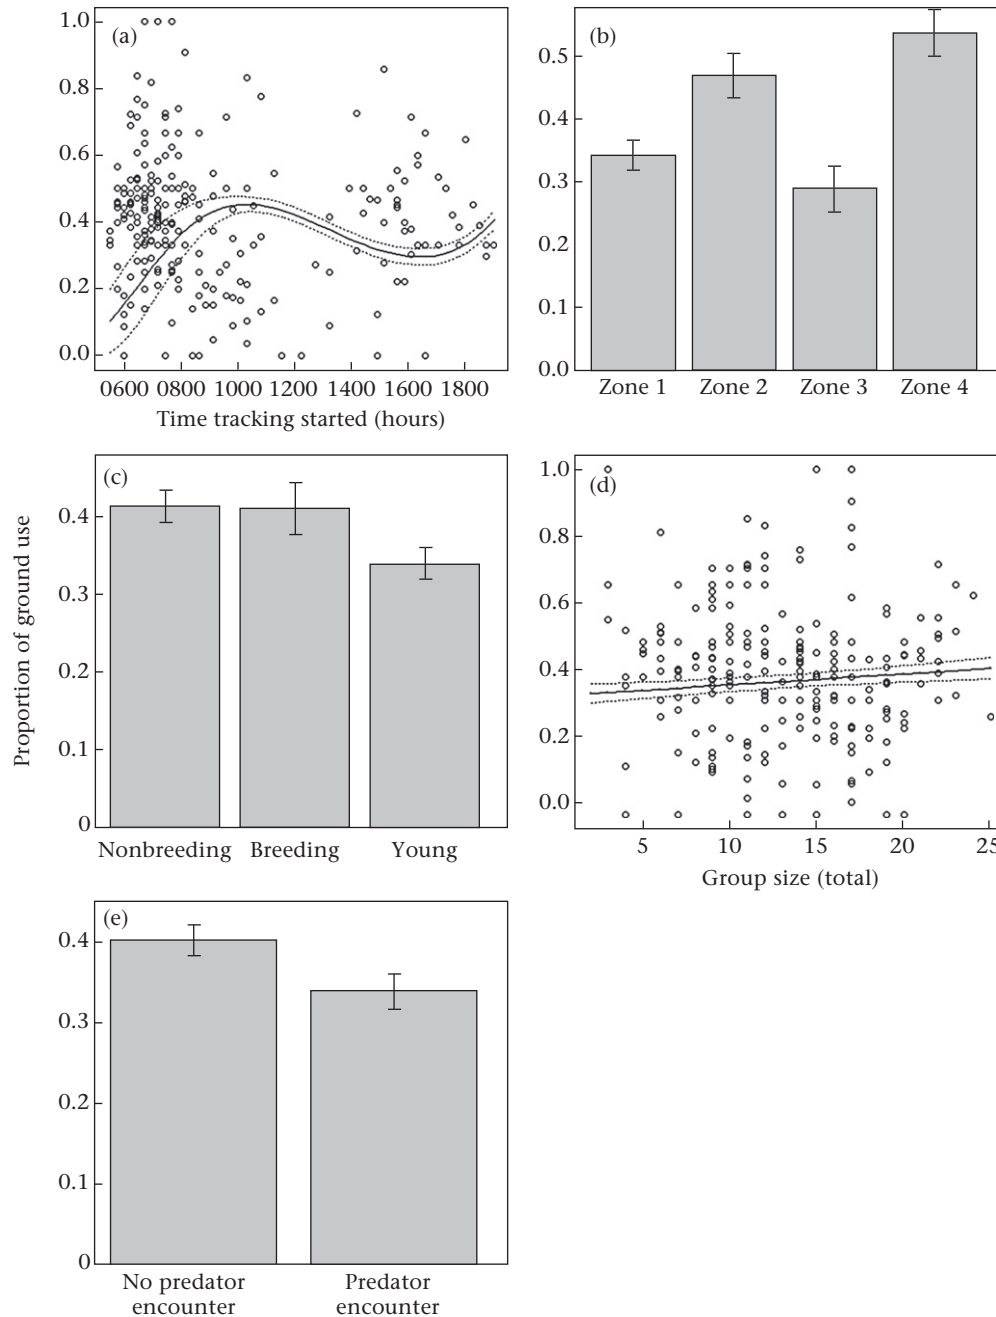 (a)
1.0
0.8
0.6
0.4
0.2
0.0
0600 0800 1000 1200 1400 1600 1800
Time tracking started (hours)
(b)
0.5
0.4
0.3
0.2
0.1
0.0
Zone 1 Zone 2 Zone 3 Zone 4
Proportion of ground use
(c)
0.4
0.3
0.2
0.1
0
Nonbreeding Breeding Young
(d)
1.0
0.8
0.6
0.4
0.2
0.0
5 10 15 20 25
Group size (total)
(e)
0.4
0.3
0.2
0.1
0
No predator
encounter
Predator
encounter